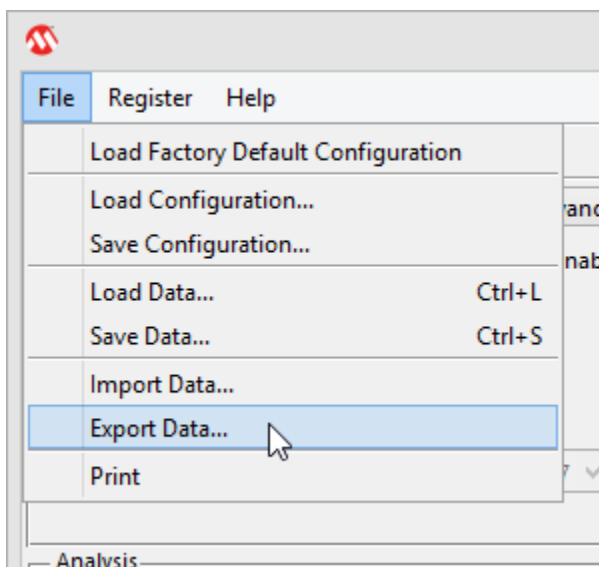 File Register Help
Load Factory Default Configuration
Load Configuration...
Save Configuration...
Load Data... Ctrl+L
Save Data... Ctrl+S
Import Data...
Export Data...
Print
Analysis